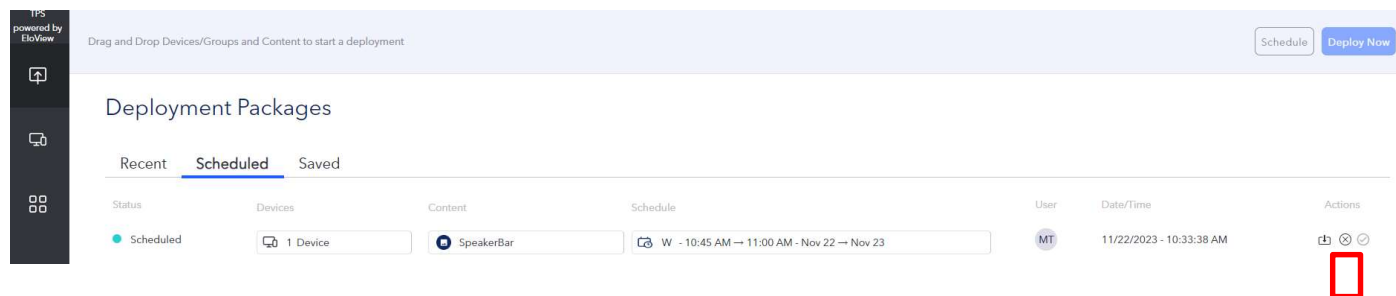 TPS
powered by
EloView
Drag and Drop Devices/Groups and Content to start a deployment
Schedule
Deploy Now
Deployment Packages
Recent Scheduled Saved
Status Devices Content Schedule User Date/Time Actions
Scheduled 1 Device SpeakerBar W - 10:45 AM → 11:00 AM - Nov 22 → Nov 23 MT 11/22/2023 - 10:33:38 AM